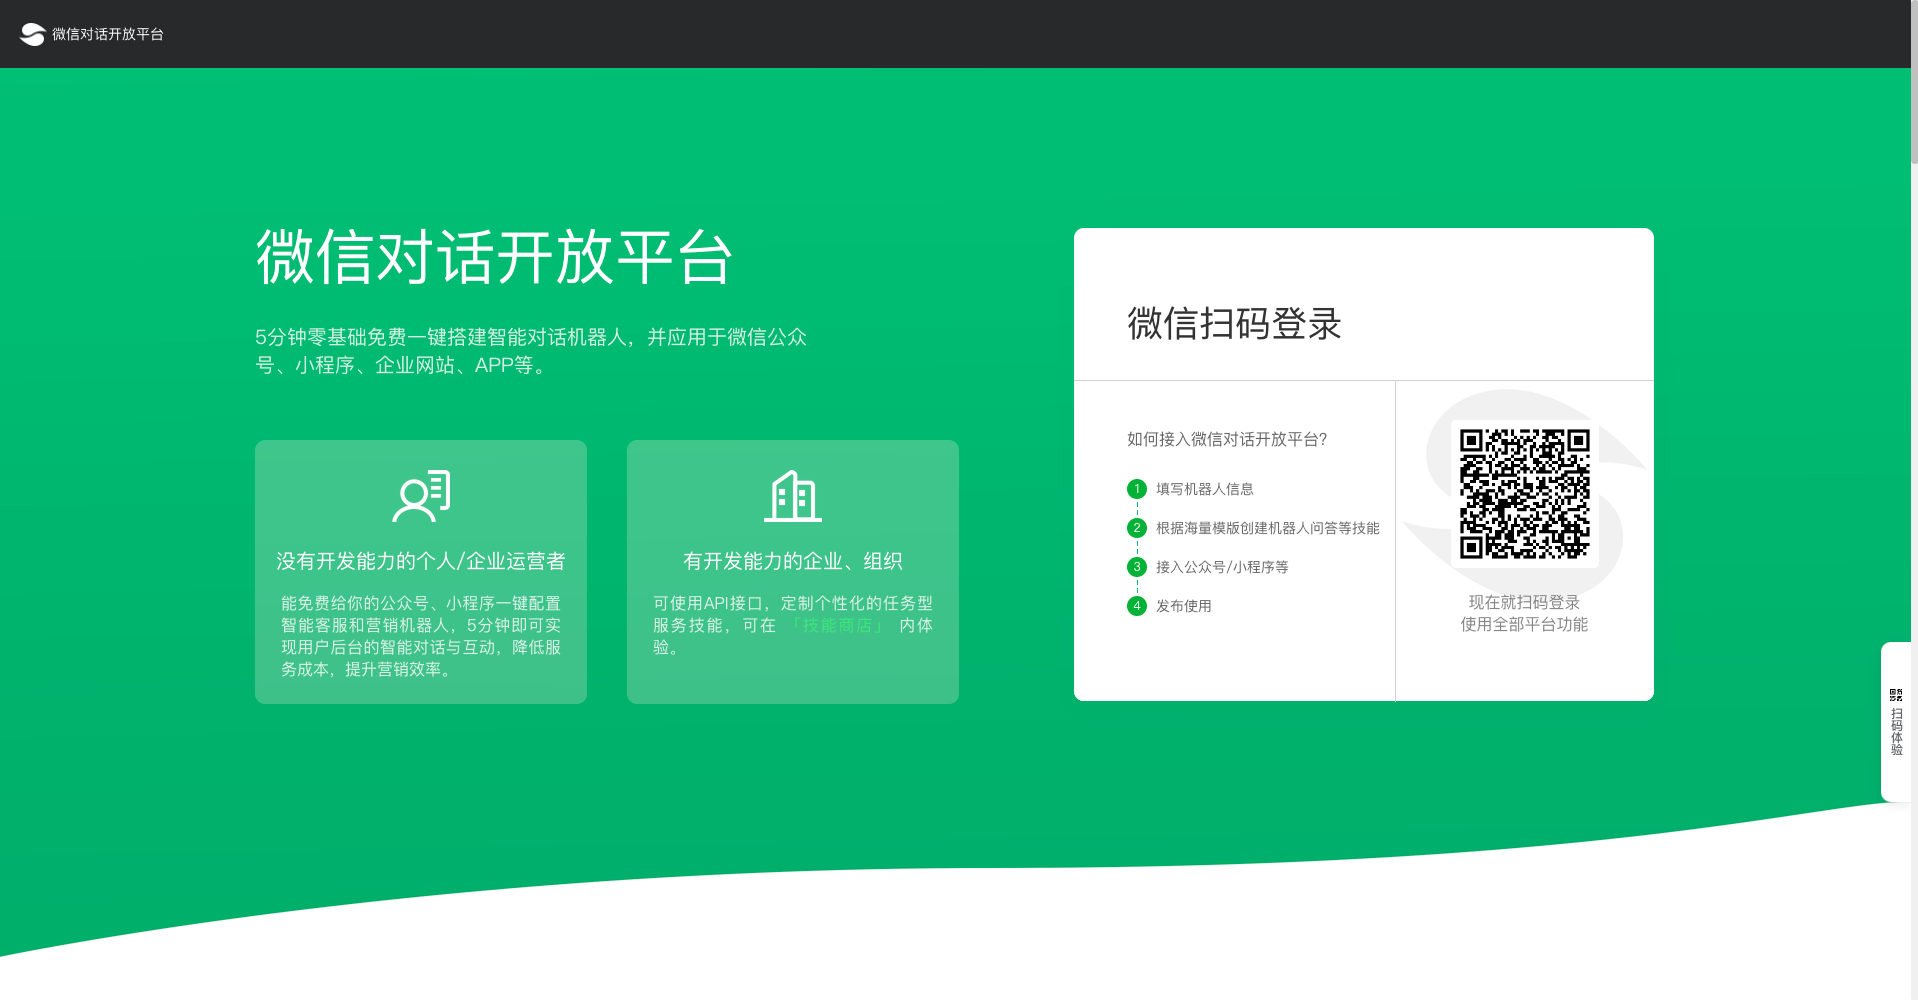 微信对话开放平台
微信对话开放平台
5分钟零基础免费一键搭建智能对话机器人，并应用于微信公众
号、小程序、企业网站、APP等。
没有开发能力的个人/企业运营者
能免费给你的公众号、小程序一键配置
智能客服和营销机器人，5分钟即可实
现用户后台的智能对话与互动，降低服
务成本，提升营销效率。
有开发能力的企业、组织
可使用API接口，定制个性化的任务型
服务技能，可在 「技能商店」 内体
验。
微信扫码登录
如何接入微信对话开放平台?
1 填写机器人信息
2 根据海量模版创建机器人问答等技能
3 接入公众号/小程序等
4 发布使用
现在就扫码登录
使用全部平台功能
扫码体验